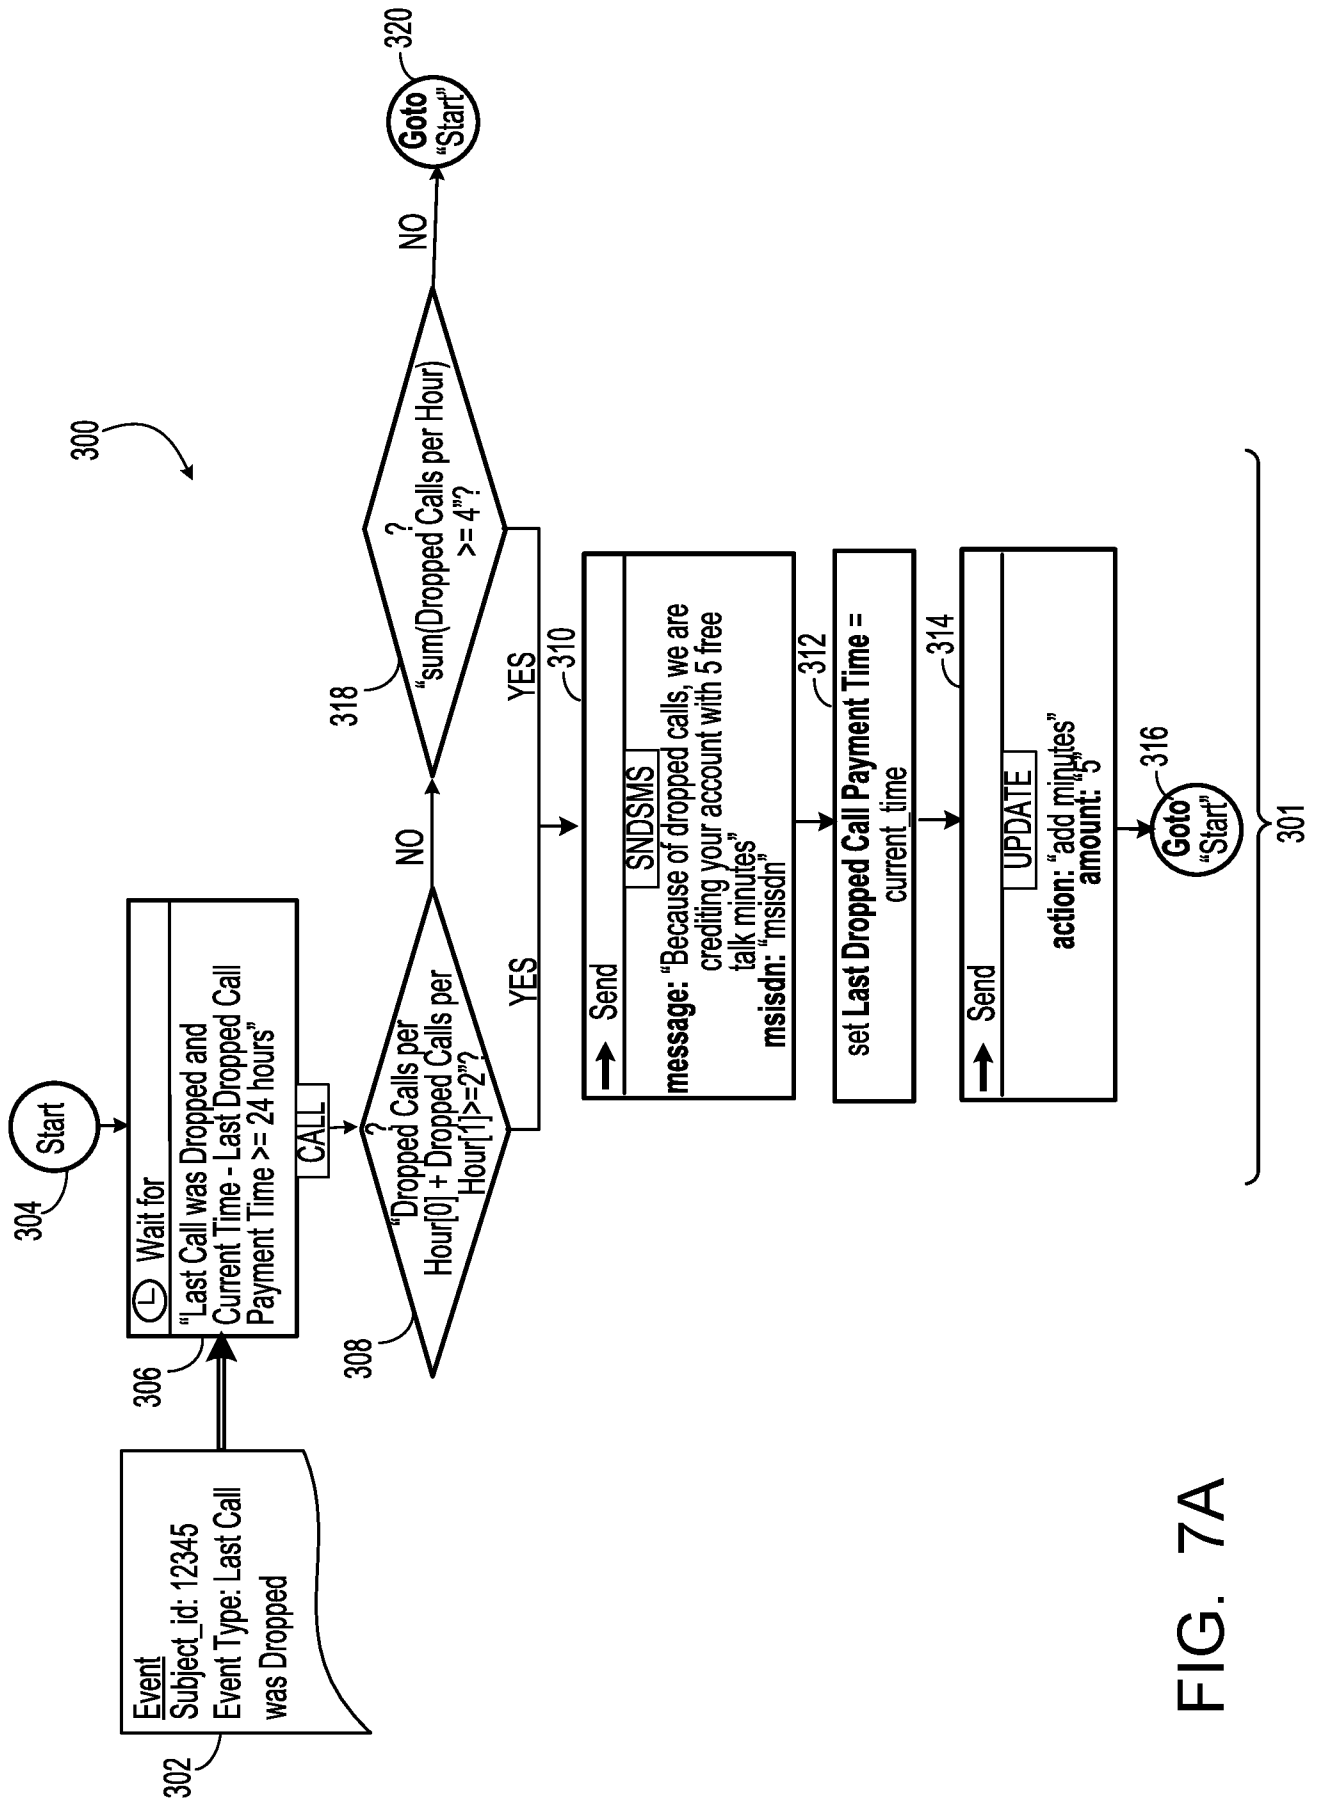 300
304
Start
302
Event
Subject_id: 12345
Event Type: Last Call
was Dropped
306
Wait for
“Last Call was Dropped and
Current Time - Last Dropped Call
Payment Time >= 24 hours”
CALL
308
?
“Dropped Calls per
Hour[0] + Dropped Calls per
Hour[1]>=2”?
NO
YES
318
?
“sum(Dropped Calls per Hour)
>= 4”?
NO
YES
320
Goto
“Start”
310
Send
SNDSMS
message: “Because of dropped calls, we are
crediting your account with 5 free
talk minutes”
msisdn: “msisdn”
312
set Last Dropped Call Payment Time =
current_time
314
Send
UPDATE
action: “add minutes”
amount: “5”
316
Goto
“Start”
301
FIG. 7A